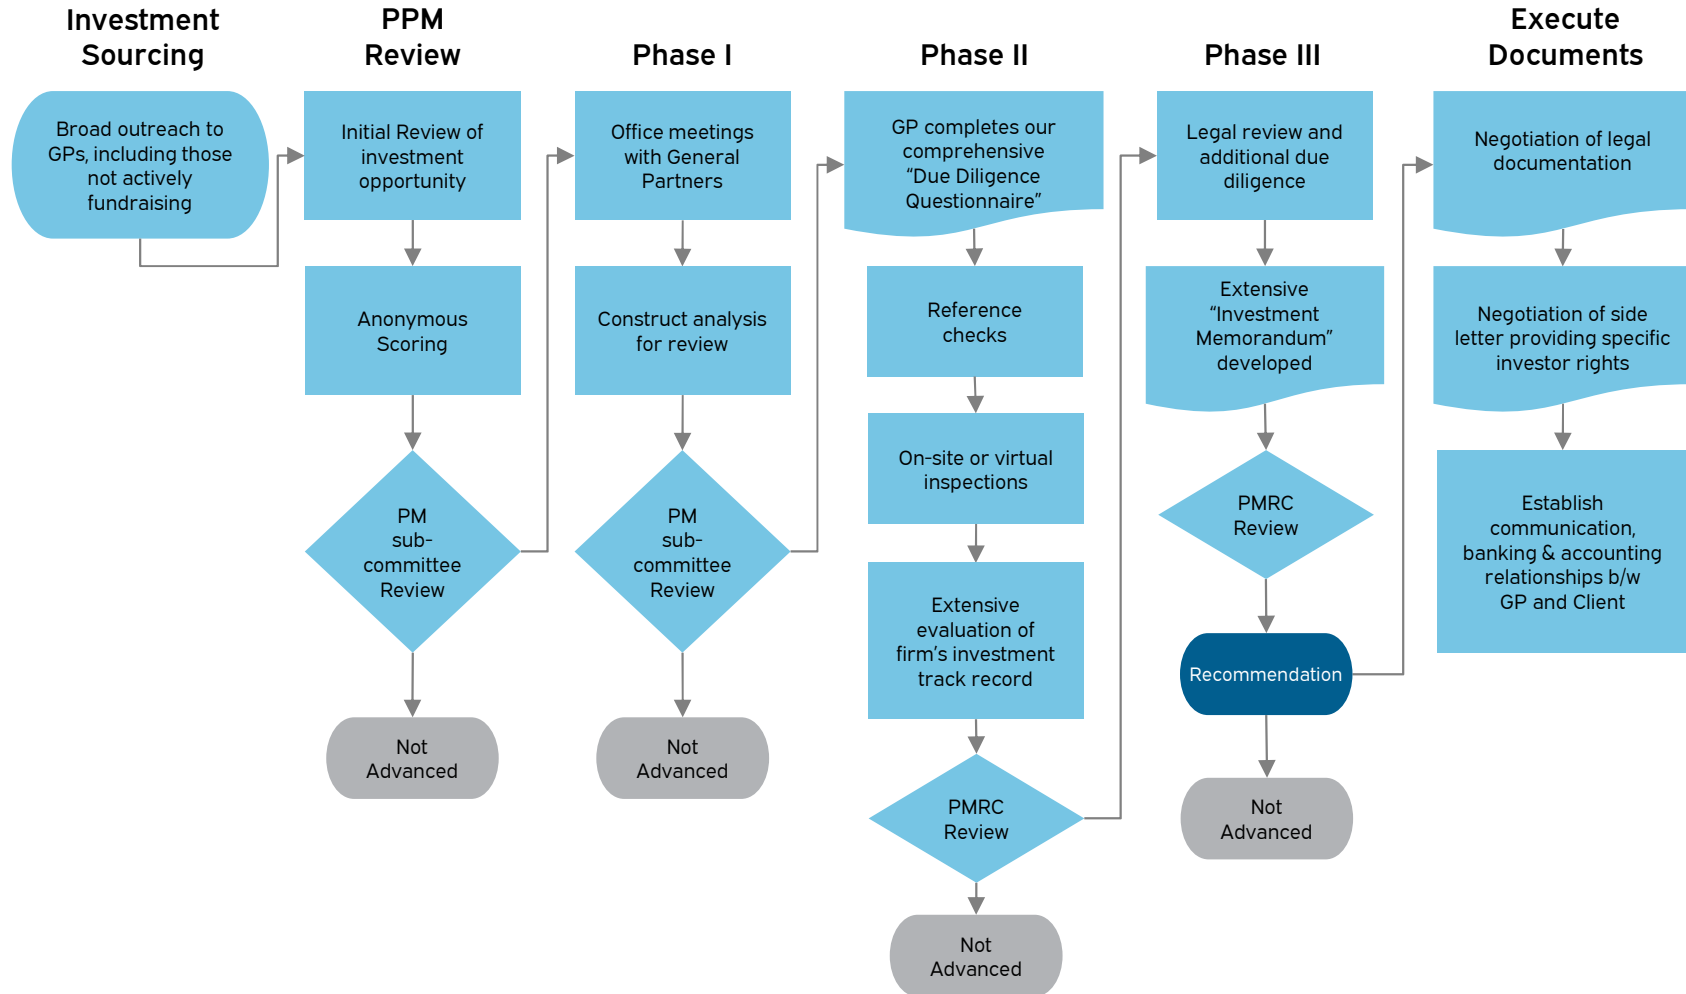 Investment
Sourcing
PPM
Review
Phase I
Phase II
Phase III
Execute
Documents
Broad outreach to
GPs, including those
not actively
fundraising
Initial Review of
investment
opportunity
Anonymous
Scoring
PM
sub-
committee
Review
Not
Advanced
Office meetings
with General
Partners
Construct analysis
for review
PM
sub-
committee
Review
Not
Advanced
GP completes our
comprehensive
“Due Diligence
Questionnaire”
Reference
checks
On-site or virtual
inspections
Extensive
evaluation of
firm’s investment
track record
PMRC
Review
Not
Advanced
Legal review and
additional due
diligence
Extensive
“Investment
Memorandum”
developed
PMRC
Review
Recommendation
Not
Advanced
Negotiation of legal
documentation
Negotiation of side
letter providing specific
investor rights
Establish
communication,
banking & accounting
relationships b/w
GP and Client